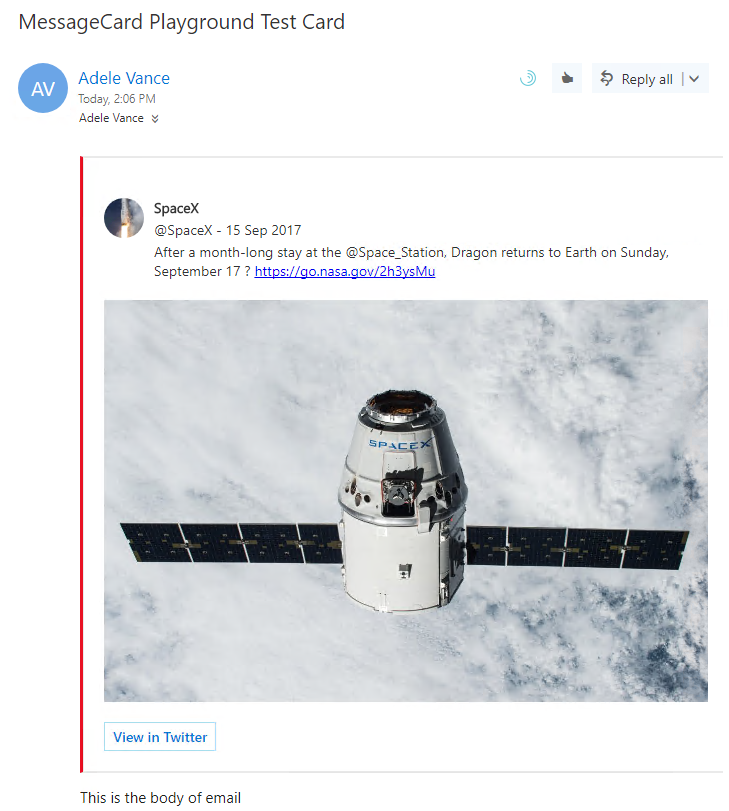 MessageCard Playground Test Card
AV
Adele Vance
Today, 2:06 PM
Adele Vance
Reply all
SpaceX
@SpaceX - 15 Sep 2017
After a month-long stay at the @Space_Station, Dragon returns to Earth on Sunday,
September 17 ? https://go.nasa.gov/2h3ysMu
SPACEX
View in Twitter
This is the body of email